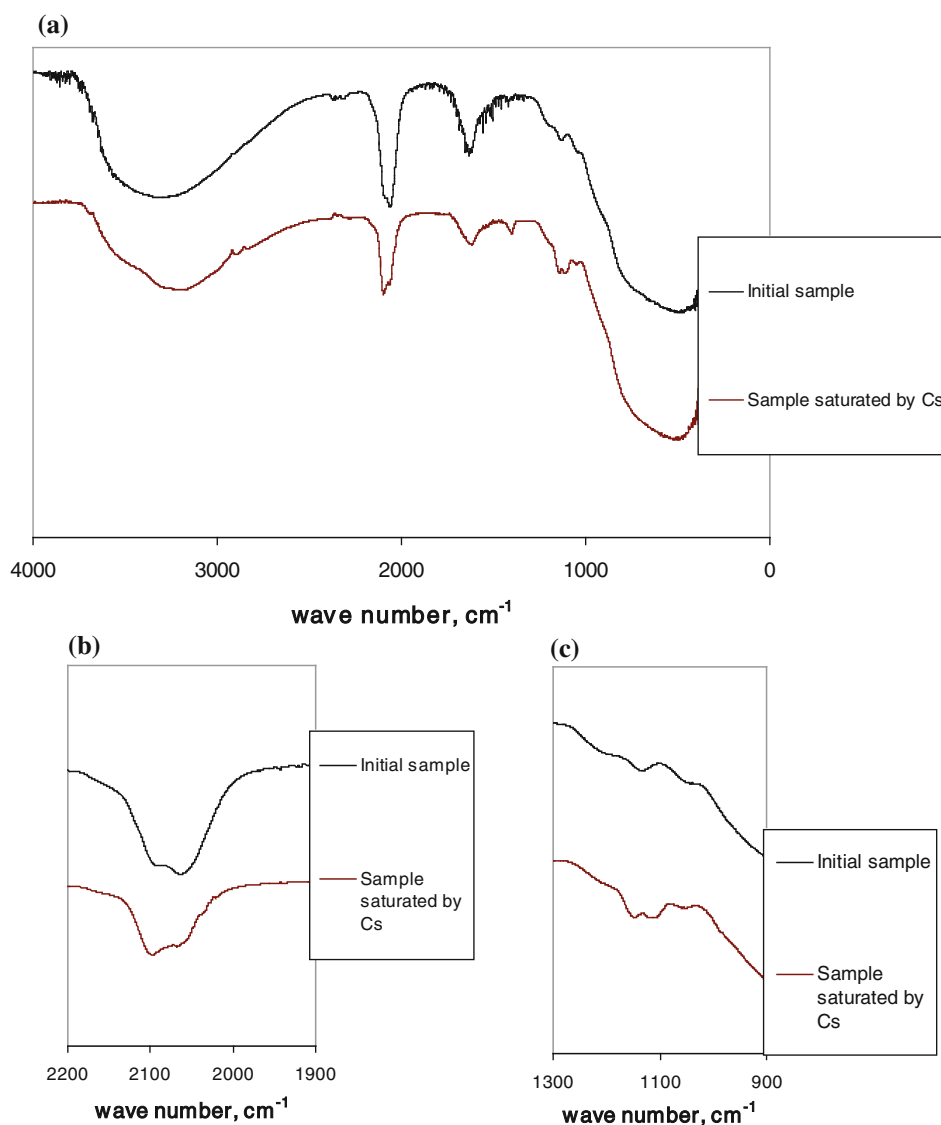 (a)
Initial sample
Sample saturated by Cs
4000 3000 2000 1000 0
wave number, cm-1
(b)
Initial sample
Sample
saturated by
Cs
2200 2100 2000 1900
wave number, cm-1
(c)
Initial sample
Sample
saturated by
Cs
1300 1100 900
wave number, cm-1